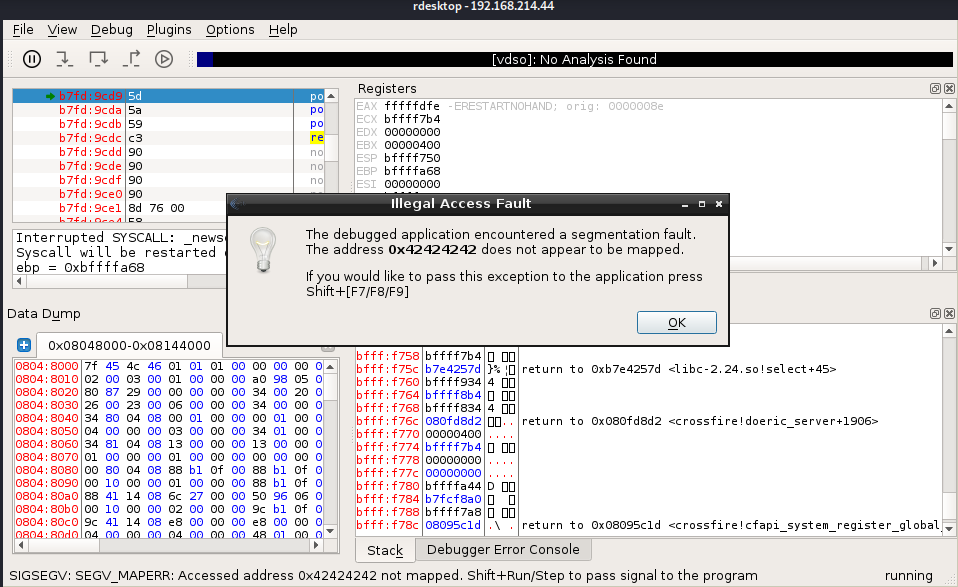 rdesktop - 192.168.214.44
File View Debug Plugins Options Help
[vdso]: No Analysis Found
b7fd:9cd9 5d po
b7fd:9cda 5a po
b7fd:9cdb 59 po
b7fd:9cdc c3 re
b7fd:9cdd 90 no
b7fd:9cde 90 no
b7fd:9cdf 90 no
b7fd:9ce0 90 no
b7fd:9ce1 8d 76 00
Registers
EAX fffffdfe -ERESTARTNOHAND; orig: 0000008e
ECX bffff7b4
EDX 00000000
EBX 00000400
ESP bffff750
EBP bffffa68
ESI 00000000
Interrupted SYSCALL: _newse
Syscall will be restarted
ebp = 0xbffffa68
Illegal Access Fault
The debugged application encountered a segmentation fault.
The address 0x42424242 does not appear to be mapped.
If you would like to pass this exception to the application press
Shift+[F7/F8/F9]
OK
Data Dump
0x08048000-0x08144000
0804:8000 7f 45 4c 46 01 01 01 00 00 00 00 0
0804:8010 02 00 03 00 01 00 00 00 a0 98 05 0
0804:8020 80 87 29 00 00 00 00 00 34 00 20 0
0804:8030 26 00 23 00 06 00 00 00 34 00 00 0
0804:8040 34 80 04 08 00 01 00 00 00 01 00 0
0804:8050 04 00 00 00 03 00 00 00 34 01 00 0
0804:8060 34 81 04 08 13 00 00 00 13 00 00 0
0804:8070 01 00 00 00 01 00 00 00 00 00 00 0
0804:8080 00 80 04 08 88 b1 0f 00 88 b1 0f 0
0804:8090 00 10 00 00 01 00 00 00 88 b1 0f 0
0804:80a0 88 41 14 08 6c 27 00 00 50 96 06 0
0804:80b0 00 10 00 00 02 00 00 00 9c b1 0f 0
0804:80c0 9c 41 14 08 e8 00 00 00 e8 00 00 0
0804:80d0 04 00 00 00 04 00 00 00 48 01 00 0
bfff:f758 bffff7b4
bfff:f75c b7e4257d }% return to 0xb7e4257d <libc-2.24.so!select+45>
bfff:f760 bffff934 4
bfff:f764 bffff8b4
bfff:f768 bffff834 4
bfff:f76c 080fd8d2 .. return to 0x080fd8d2 <crossfire!doeric_server+1906>
bfff:f770 00000400 ....
bfff:f774 bffff7b4
bfff:f778 00000000 ....
bfff:f77c 00000000 ....
bfff:f780 bffffa44 D
bfff:f784 b7fcf8a0
bfff:f788 bffff7a8
bfff:f78c 08095c1d .\ . return to 0x08095c1d <crossfire!cfapi_system_register_global_
Stack Debugger Error Console
SIGSEGV: SEGV_MAPERR: Accessed address 0x42424242 not mapped. Shift+Run/Step to pass signal to the program running